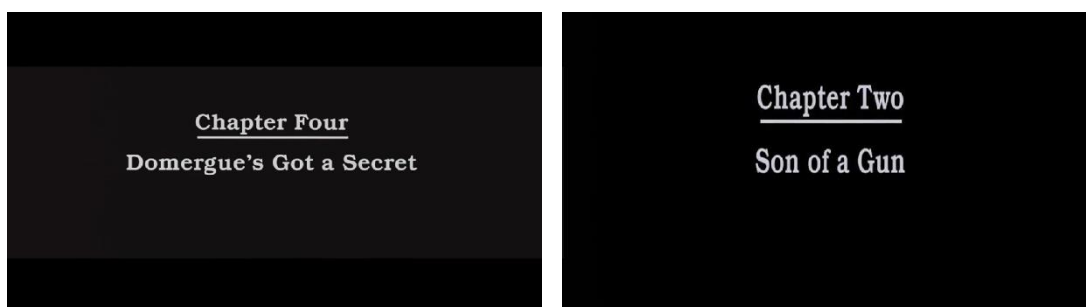 Chapter Four
Domergue's Got a Secret
Chapter Two
Son of a Gun